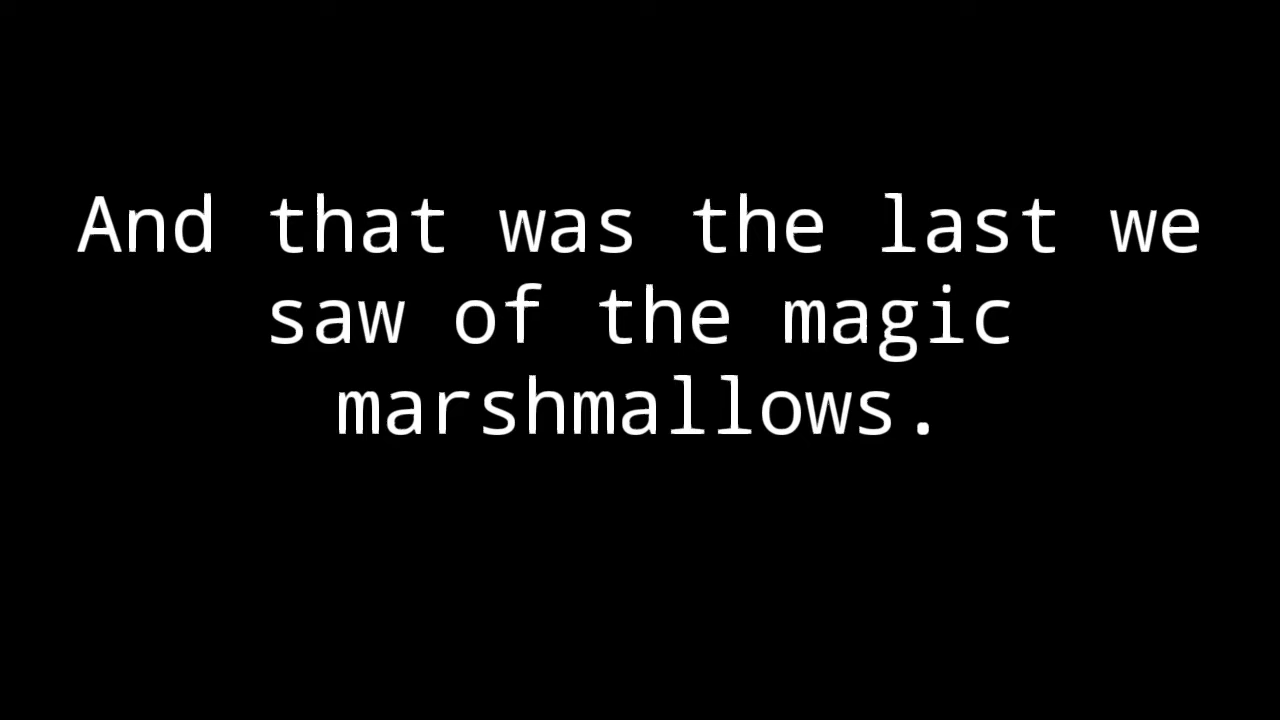 And that was the last we
saw of the magic
marshmallows.